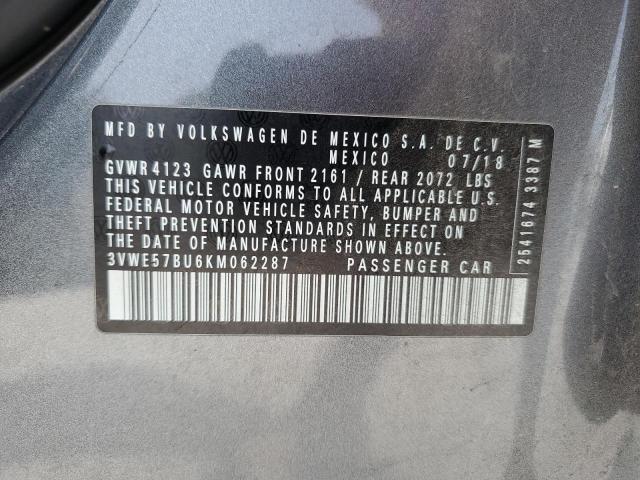 MFD BY VOLKSWAGEN DE MEXICO S.A. DE C.V.
MEXICO 07/18
GVWR 4123 GAWR FRONT 2161 / REAR 2072 LBS
THIS VEHICLE CONFORMS TO ALL APPLICABLE U.S.
FEDERAL MOTOR VEHICLE SAFETY, BUMPER AND
THEFT PREVENTION STANDARDS IN EFFECT ON
THE DATE OF MANUFACTURE SHOWN ABOVE.
3VWE57BU6KM062287 PASSENGER CAR
2541674 3387 M